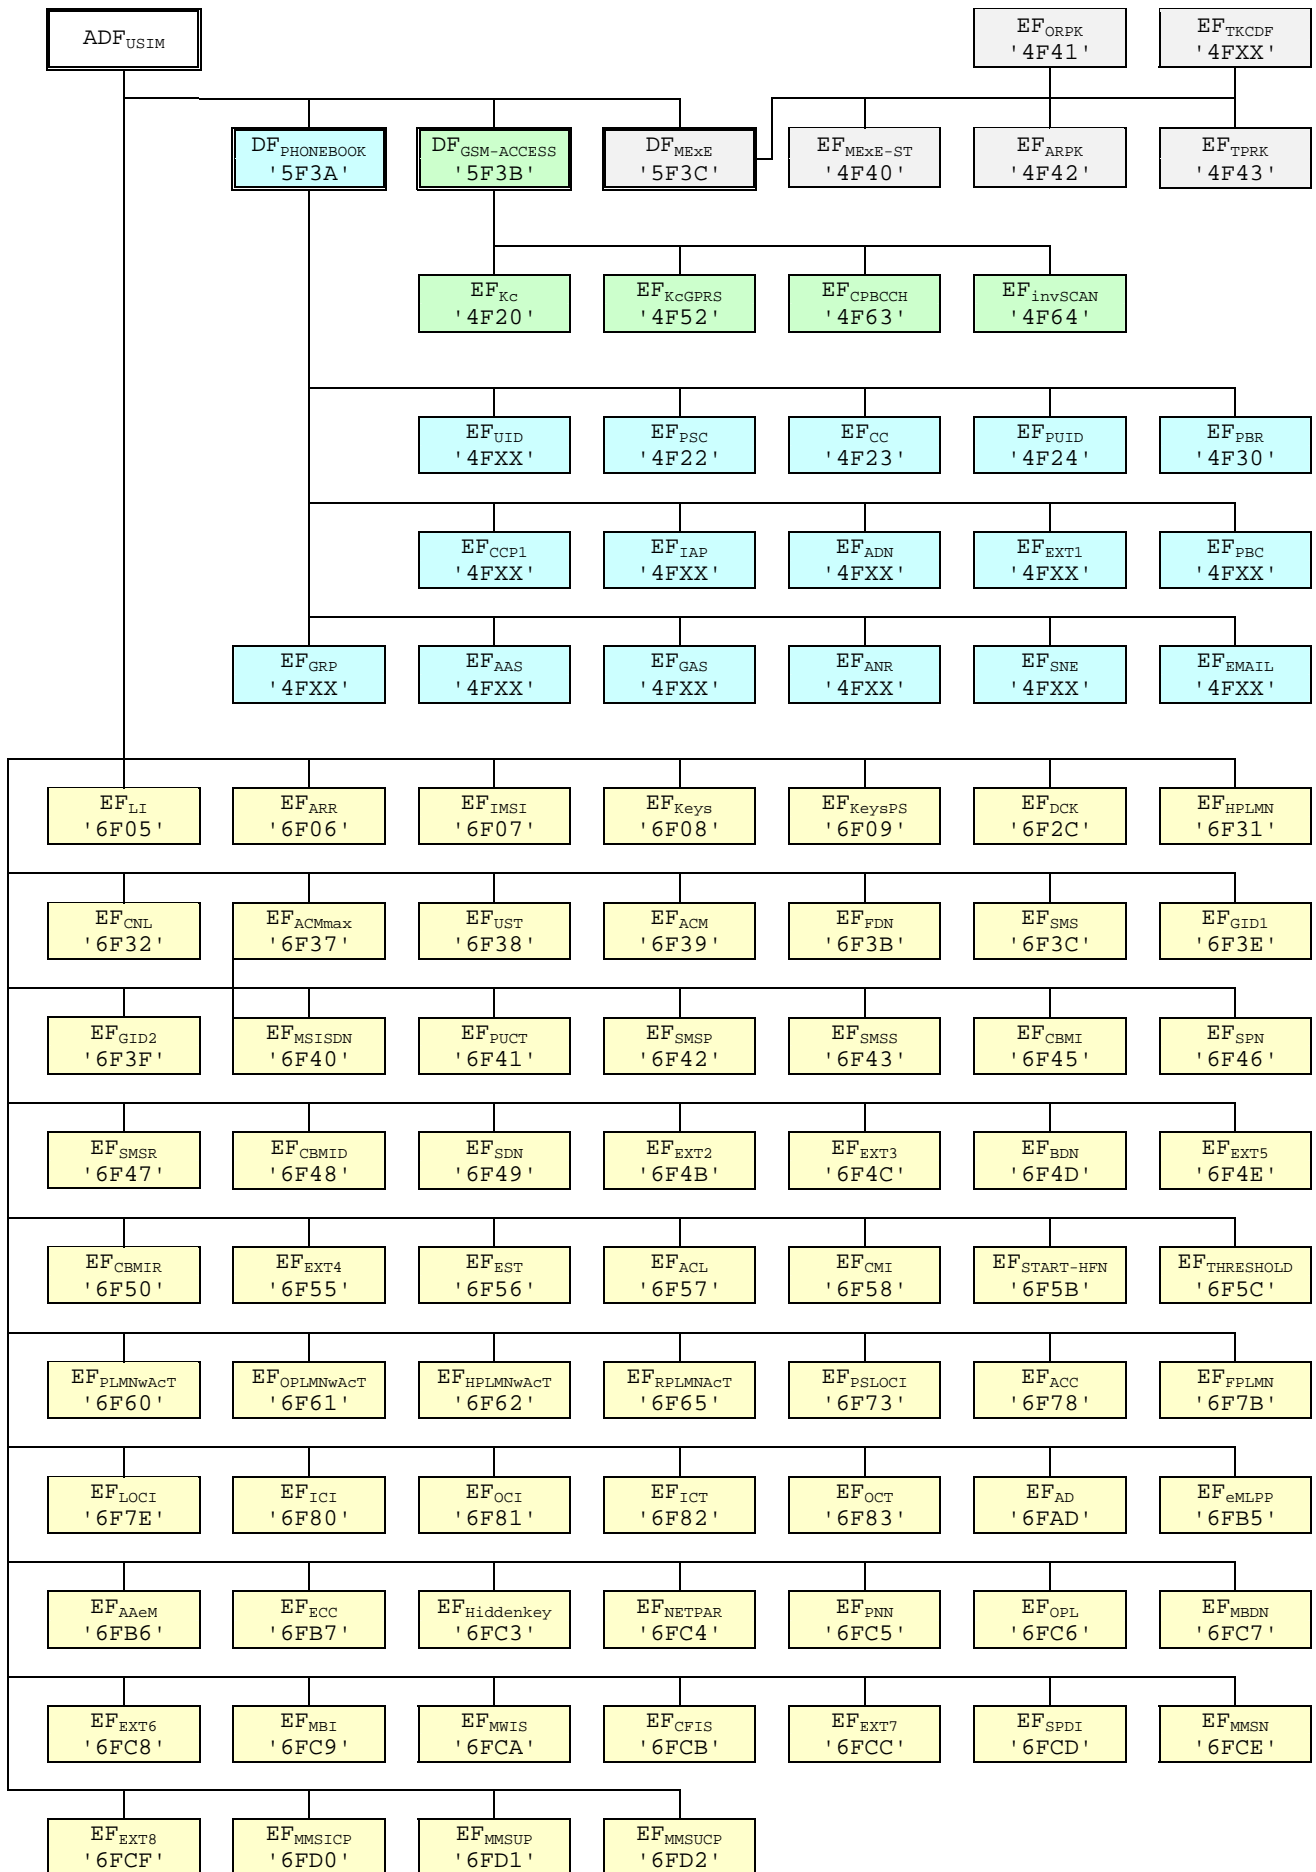 ADFUSIM
EFORPK EFTKCDF
'4F41' '4FXX'
DFPHONEBOOK DFGSM-ACCESS DFMExE EFMExE-ST EFARPK EFTPRK
'5F3A' '5F3B' '5F3C' '4F40' '4F42' '4F43'
EFKc EFKcGPRS EFCPBCCH EFinvSCAN
'4F20' '4F52' '4F63' '4F64'
EFUID EFPSC EFCC EFPUID EFPBR
'4FXX' '4F22' '4F23' '4F24' '4F30'
EFCCP1 EFIAP EFADN EFEXT1 EFPBC
'4FXX' '4FXX' '4FXX' '4FXX' '4FXX'
EFGRP EFAAS EFGAS EFANR EFSNE EFEMAIL
'4FXX' '4FXX' '4FXX' '4FXX' '4FXX' '4FXX'
EFLI EFARR EFIMSI EFKeys EFKeysPS EFDCK EFHPLMN
'6F05' '6F06' '6F07' '6F08' '6F09' '6F2C' '6F31'
EFCNL EFACMmax EFUST EFACM EFFDN EFSMS EFGID1
'6F32' '6F37' '6F38' '6F39' '6F3B' '6F3C' '6F3E'
EFGID2 EFMSISDN EFPUCT EFSMSP EFSMSS EFCBMI EFSPN
'6F3F' '6F40' '6F41' '6F42' '6F43' '6F45' '6F46'
EFSMSR EFCBMID EFSDN EFEXT2 EFEXT3 EFBDN EFEXT5
'6F47' '6F48' '6F49' '6F4B' '6F4C' '6F4D' '6F4E'
EFCBMIR EFEXT4 EFEST EFACL EFCMI EFSTART-HFN EFTHRESHOLD
'6F50' '6F55' '6F56' '6F57' '6F58' '6F5B' '6F5C'
EFPLMNwAcT EFOPLMNwAcT EFHPLMNwAcT EFRPLMNAcT EFPSLOCI EFACC EFFPLMN
'6F60' '6F61' '6F62' '6F65' '6F73' '6F78' '6F7B'
EFLOCI EFICI EFOCI EFICT EFOCT EFAD EFeMLPP
'6F7E' '6F80' '6F81' '6F82' '6F83' '6FAD' '6FB5'
EFAAeM EFECC EFHiddenkey EFNETPAR EFPNN EFOPL EFMBDN
'6FB6' '6FB7' '6FC3' '6FC4' '6FC5' '6FC6' '6FC7'
EFEXT6 EFMBI EFMWIS EFCFIS EFEXT7 EFSPDI EFMMSN
'6FC8' '6FC9' '6FCA' '6FCB' '6FCC' '6FCD' '6FCE'
EFEXT8 EFMMSICP EFMMSUP EFMMSUCP
'6FCF' '6FD0' '6FD1' '6FD2'